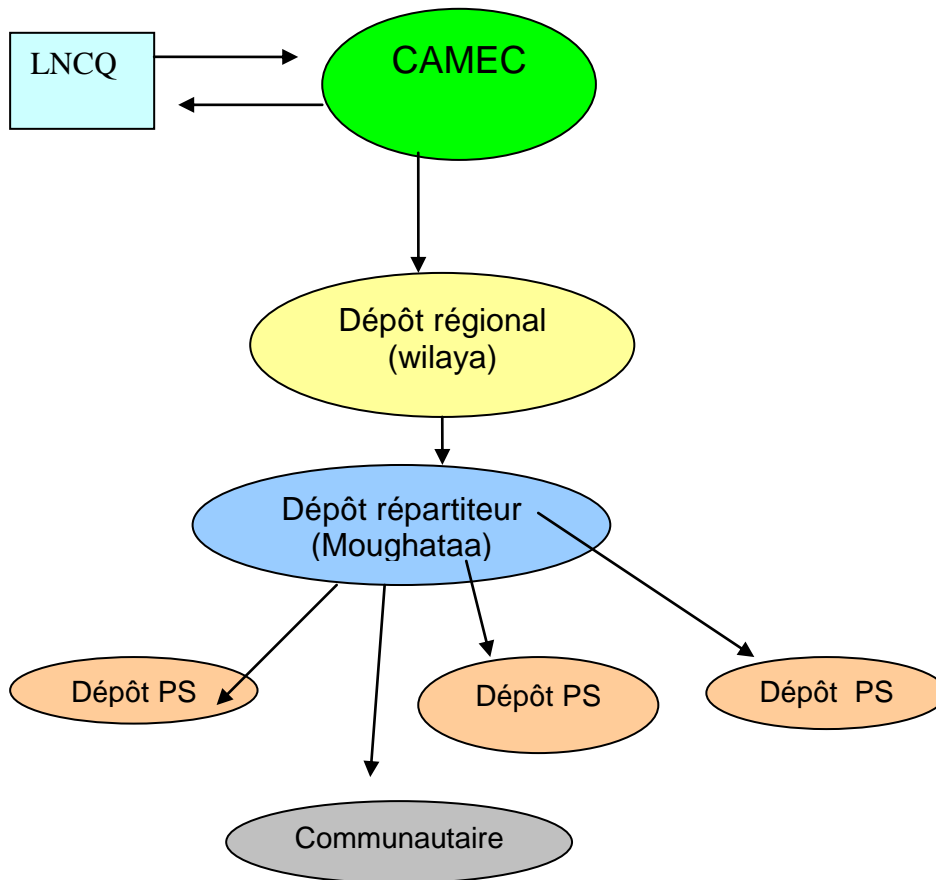 LNCQ
CAMEC
Dépôt régional
(wilaya)
Dépôt répartiteur
(Moughataa)
Dépôt PS
Dépôt PS
Dépôt PS
Communautaire